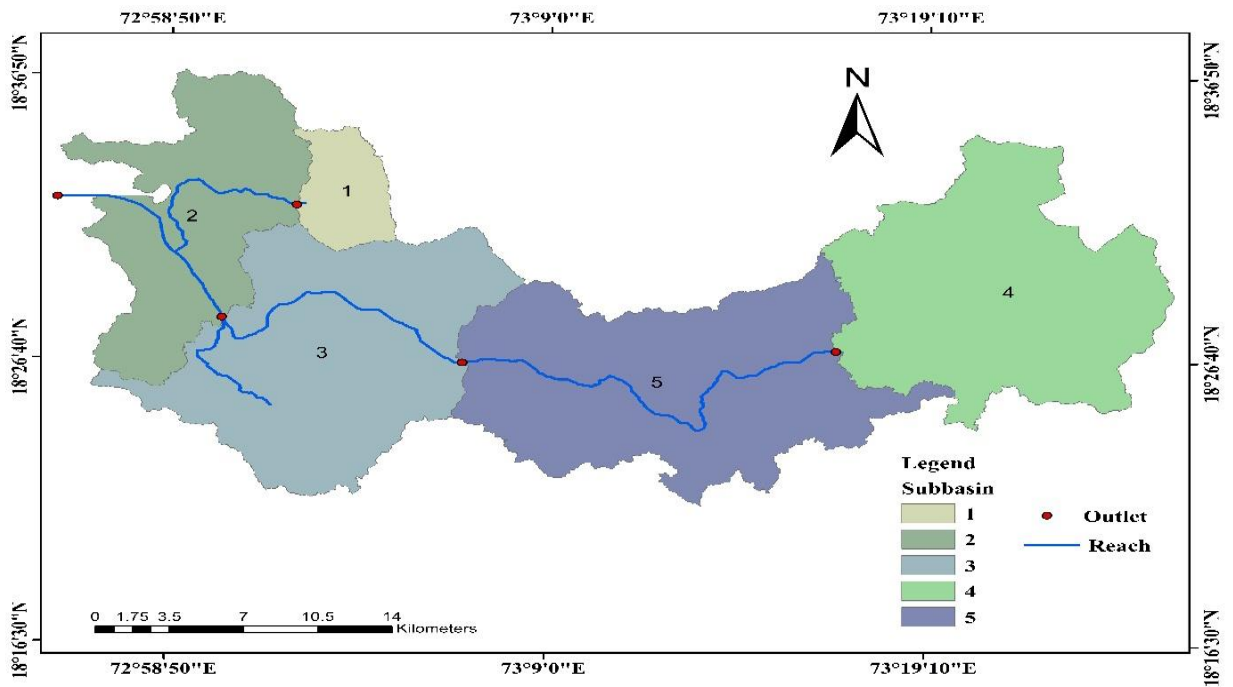 72°58'50"E 73°9'0"E 73°19'10"E
18°36'50"N 18°36'50"N
N
1
2
4
3
5
18°26'40"N 18°26'40"N
Legend
Subbasin
1
2
3
4
5
Outlet
Reach
0 1.75 3.5 7 10.5 14
Kilometers
18°16'30"N 18°16'30"N
72°58'50"E 73°9'0"E 73°19'10"E